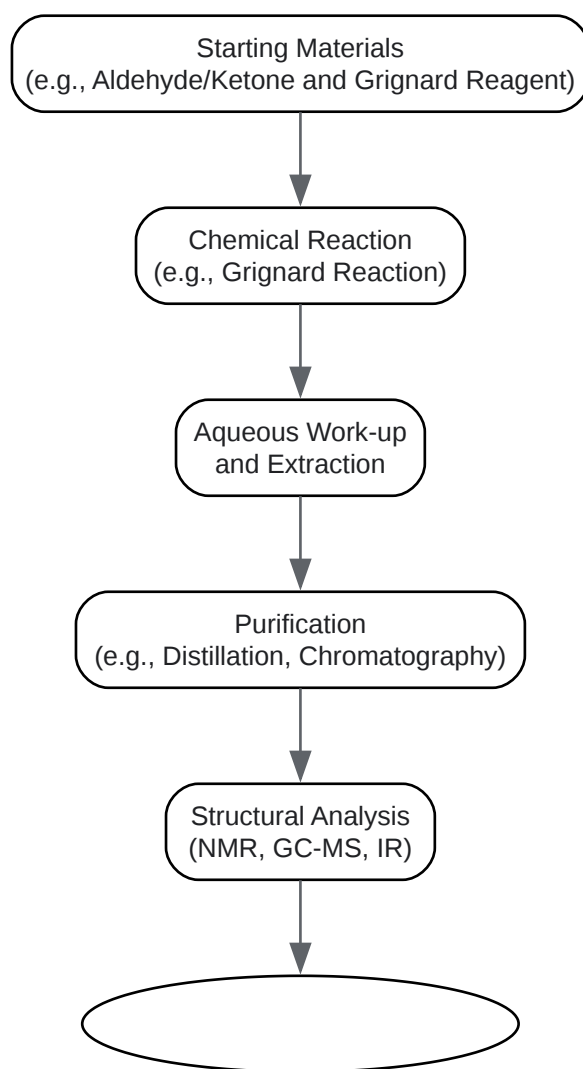 Starting Materials
(e.g., Aldehyde/Ketone and Grignard Reagent)
Chemical Reaction
(e.g., Grignard Reaction)
Aqueous Work-up
and Extraction
Purification
(e.g., Distillation, Chromatography)
Structural Analysis
(NMR, GC-MS, IR)